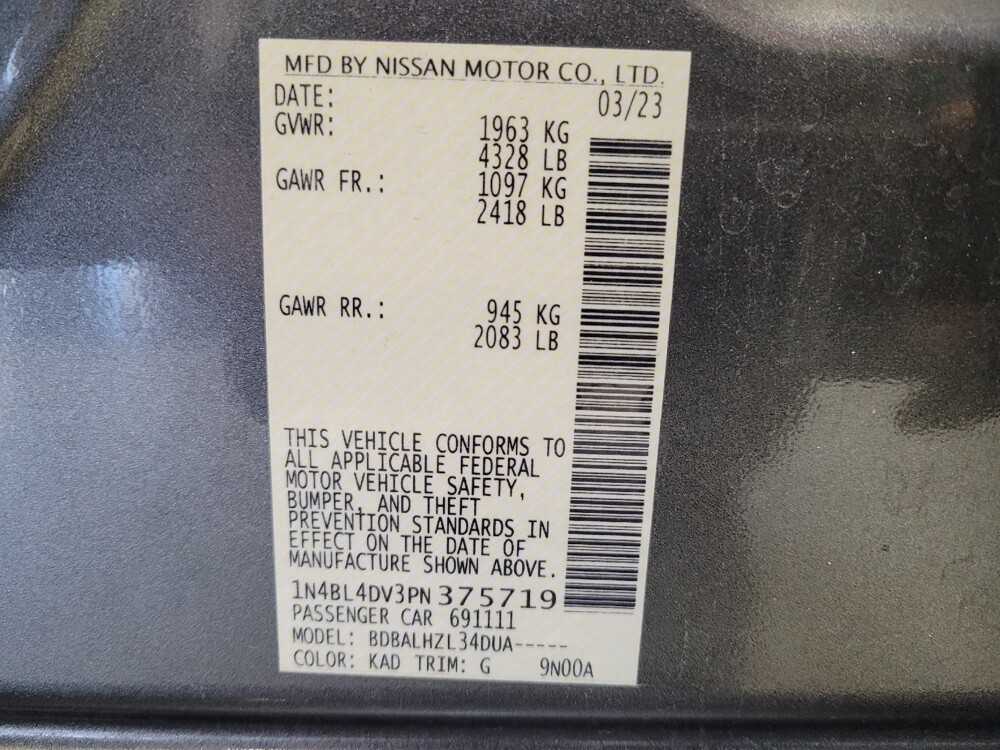 MFD BY NISSAN MOTOR CO., LTD.
DATE: 03/23
GVWR: 1963 KG
4328 LB
GAWR FR.: 1097 KG
2418 LB
GAWR RR.: 945 KG
2083 LB
THIS VEHICLE CONFORMS TO
ALL APPLICABLE FEDERAL
MOTOR VEHICLE SAFETY,
BUMPER, AND THEFT
PREVENTION STANDARDS IN
EFFECT ON THE DATE OF
MANUFACTURE SHOWN ABOVE.
1N4BL4DV3PN375719
PASSENGER CAR 691111
MODEL: BDBALHZL34DUA-----
COLOR: KAD TRIM: G 9N00A